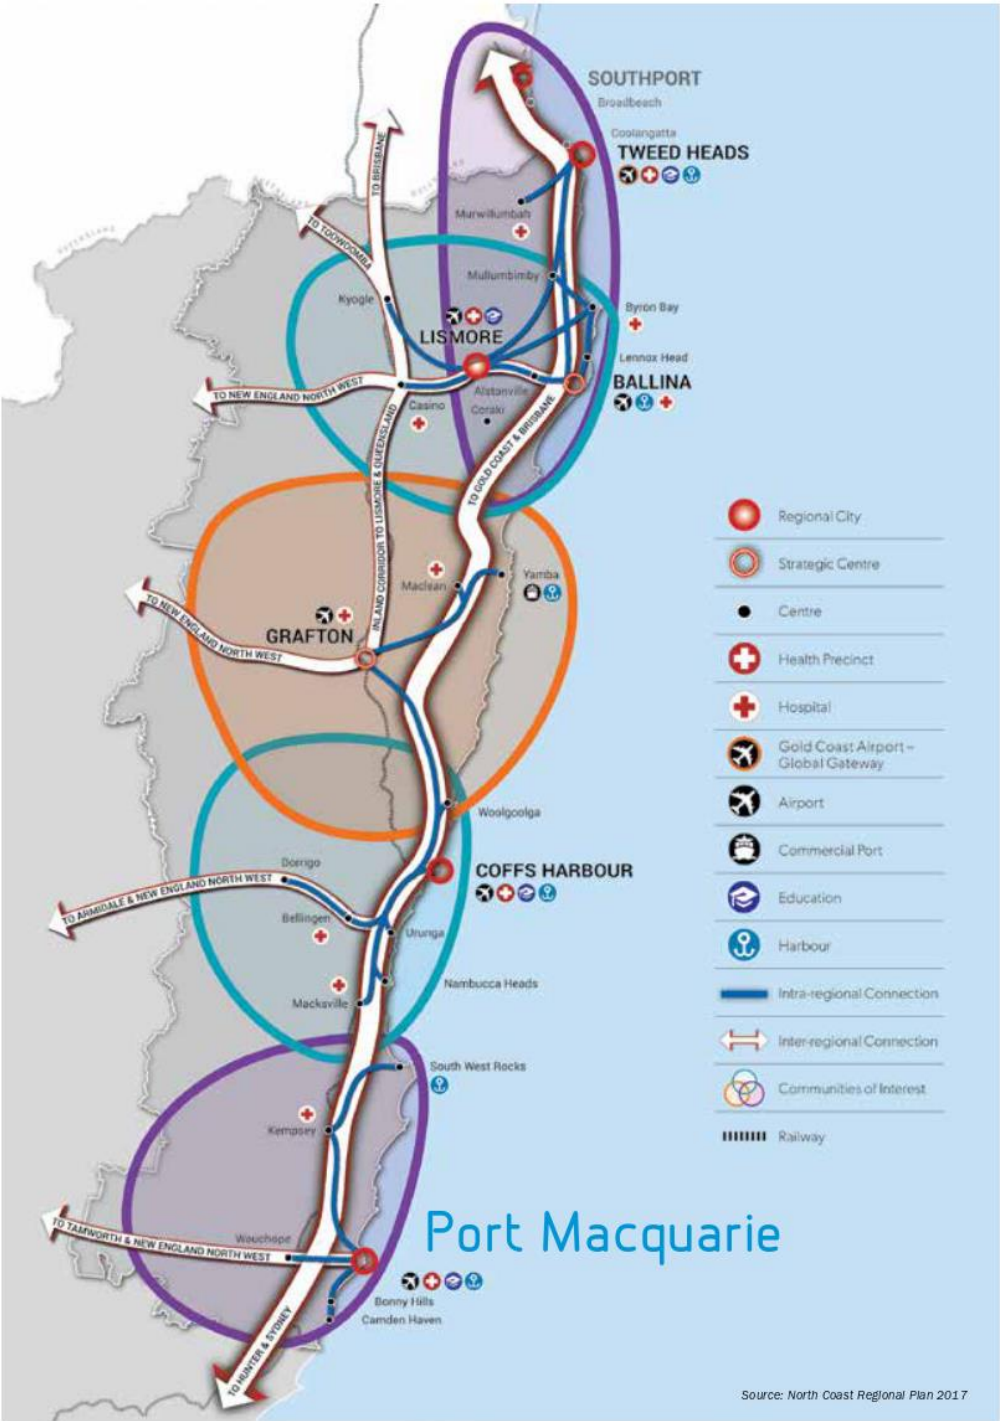 SOUTHPORT
Broadbeach
Coolangatta
TWEED HEADS
TO BRISBANE
TO TOOWOOMBA
Murwillumbah
Mullumbimby
Kyogle
Byron Bay
LISMORE
Lennox Head
TO NEW ENGLAND NORTH WEST
BALLINA
Alstonville
Casino
Coraki
TO GOLD COAST & BRISBANE
INLAND CORRIDOR TO LISMORE & QUEENSLAND
Maclean
Yamba
TO NEW ENGLAND NORTH WEST
GRAFTON
Woolgoolga
Dorrigo
COFFS HARBOUR
TO ARMIDALE & NEW ENGLAND NORTH WEST
Bellingen
Urunga
Nambucca Heads
Macksville
South West Rocks
Kempsey
Port Macquarie
TO TAMWORTH & NEW ENGLAND NORTH WEST
Wauchope
Bonny Hills
Camden Haven
TO HUNTER & SYDNEY
Regional City
Strategic Centre
Centre
Health Precinct
Hospital
Gold Coast Airport –
Global Gateway
Airport
Commercial Port
Education
Harbour
Intra-regional Connection
Inter-regional Connection
Communities of Interest
Railway
Source: North Coast Regional Plan 2017